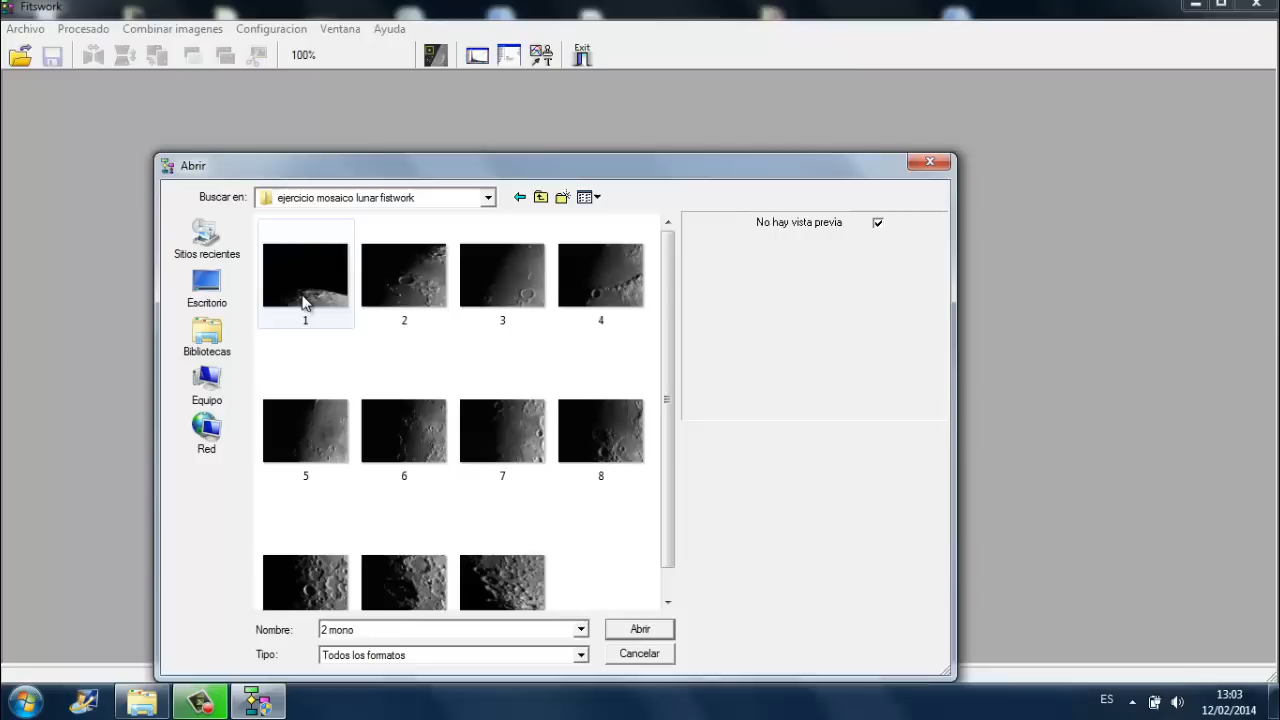 Fitswork
Archivo Procesado Combinar imagenes Configuracion Ventana Ayuda
100%
Exit
Abrir
Buscar en: ejercicio mosaico lunar fistwork
No hay vista previa
Sitios recientes
Escritorio
Bibliotecas
Equipo
Red
1 2 3 4
5 6 7 8
Nombre: 2 mono Abrir
Tipo: Todos los formatos Cancelar
ES
13:03
12/02/2014